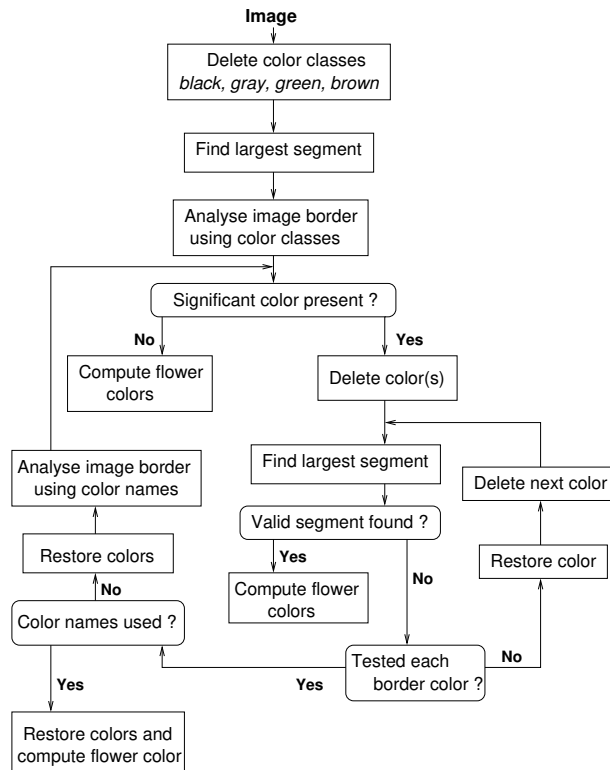 Image
Delete color classes
black, gray, green, brown
Find largest segment
Analyse image border
using color classes
Significant color present ?
No
Yes
Compute flower
colors
Delete color(s)
Analyse image border
using color names
Find largest segment
Delete next color
Valid segment found ?
Restore colors
Yes
No
Restore color
Compute flower
colors
No
Color names used ?
Tested each
border color ?
No
Yes
Yes
Restore colors and
compute flower color